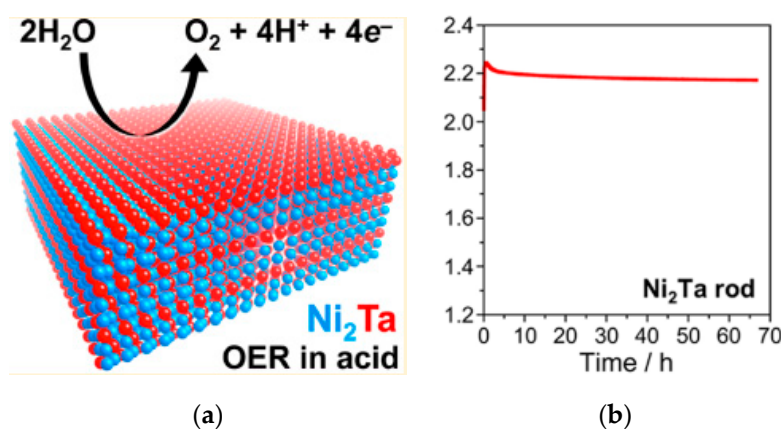 2H₂O O₂ + 4H⁺ + 4e⁻
Ni₂Ta
OER in acid
(a)
2.4
2.2
2.0
1.8
1.6
1.4
1.2
Ni₂Ta rod
0 10 20 30 40 50 60 70
Time / h
(b)